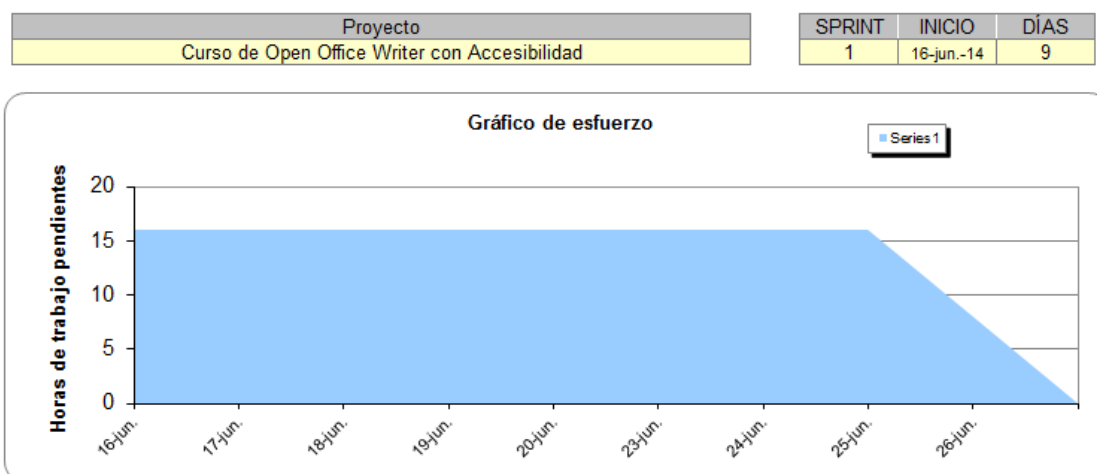 Proyecto
Curso de Open Office Writer con Accesibilidad
SPRINT INICIO DÍAS
1 16-jun.-14 9
Gráfico de esfuerzo
Series1
Horas de trabajo pendientes
20
15
10
5
0
16-jun. 17-jun. 18-jun. 19-jun. 20-jun. 23-jun. 24-jun. 25-jun. 26-jun.